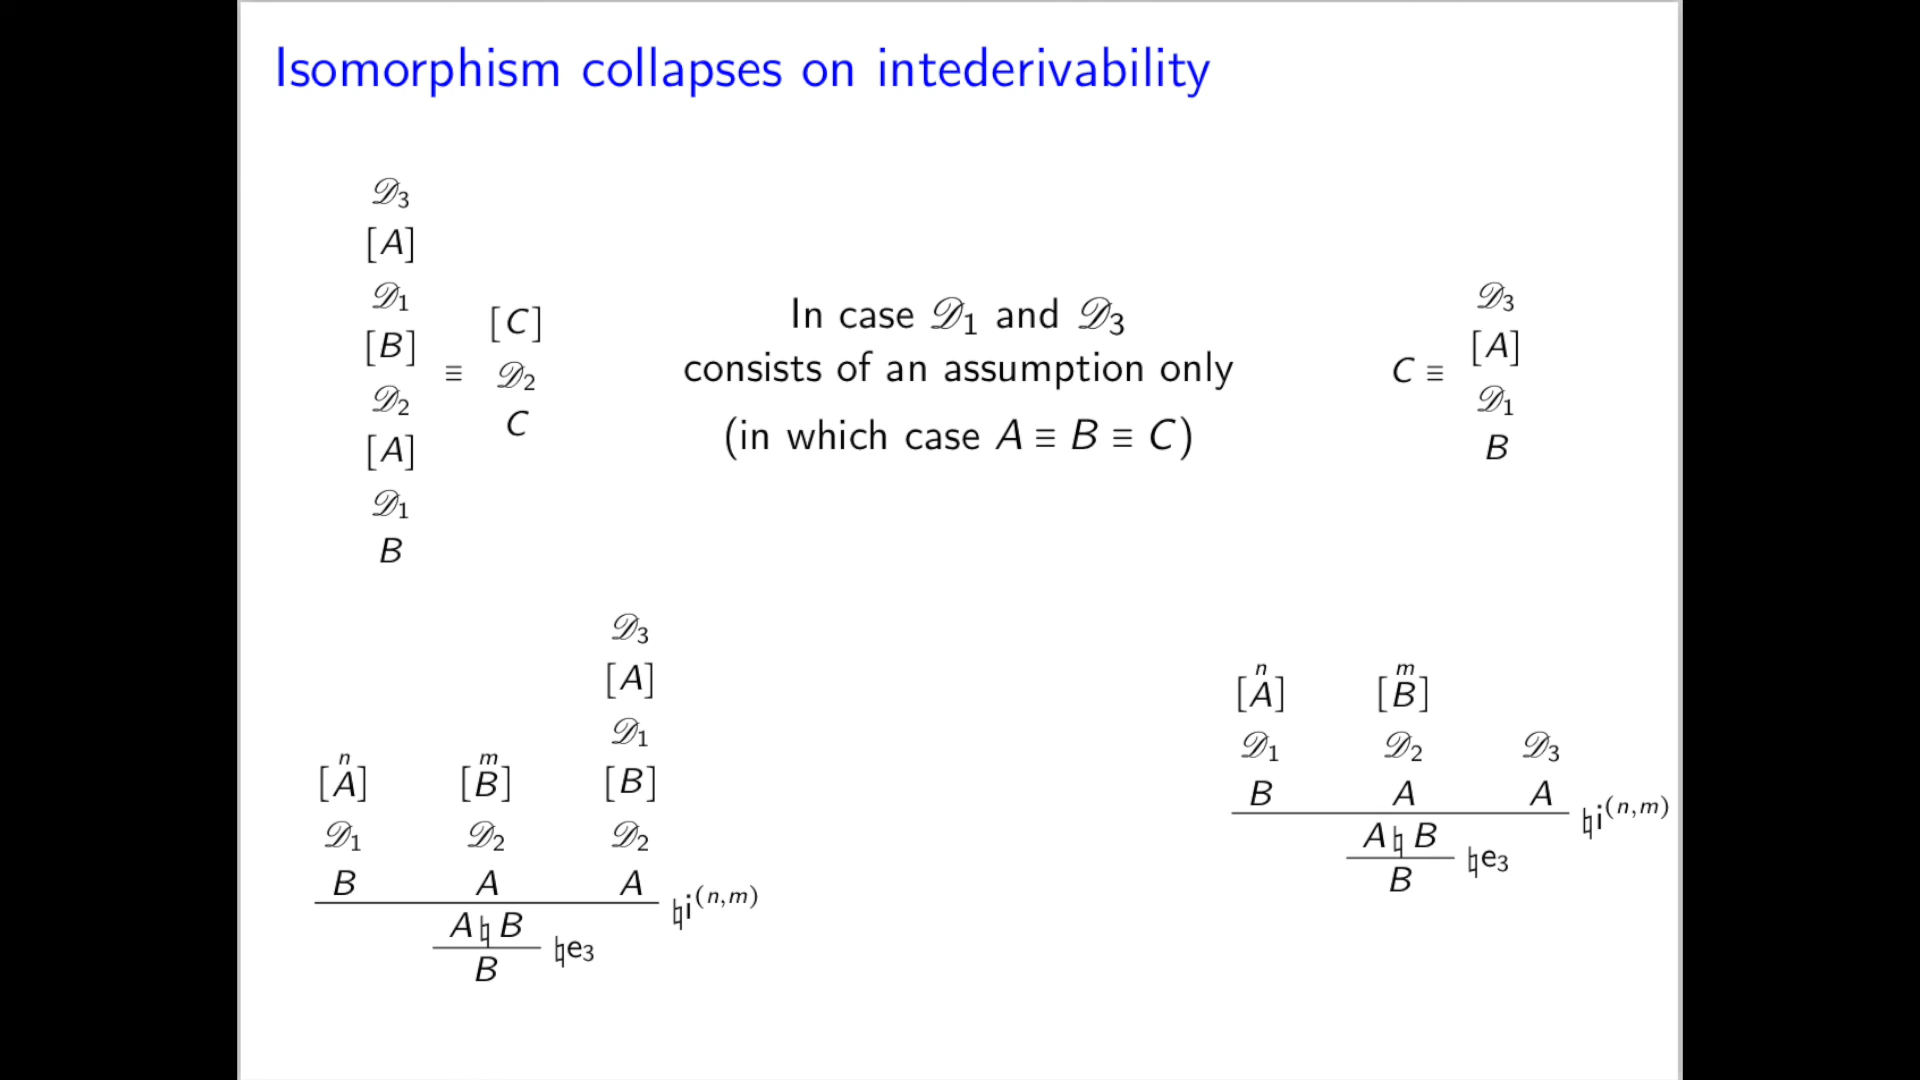 Isomorphism collapses on intederivability
𝒟₃
[A]
𝒟₁
[B]
𝒟₂
[A]
𝒟₁
B
≡
[C]
𝒟₂
C
In case 𝒟₁ and 𝒟₃
consists of an assumption only
(in which case A ≡ B ≡ C)
C ≡
𝒟₃
[A]
𝒟₁
B
𝒟₃
[A]
𝒟₁
n m
[A] [B] [B]
𝒟₁ 𝒟₂ 𝒟₂
B A A
♮i⁽ⁿ,ᵐ⁾
A ♮ B
♮e₃
B
n m
[A] [B]
𝒟₁ 𝒟₂ 𝒟₃
B A A
♮i⁽ⁿ,ᵐ⁾
A ♮ B
♮e₃
B